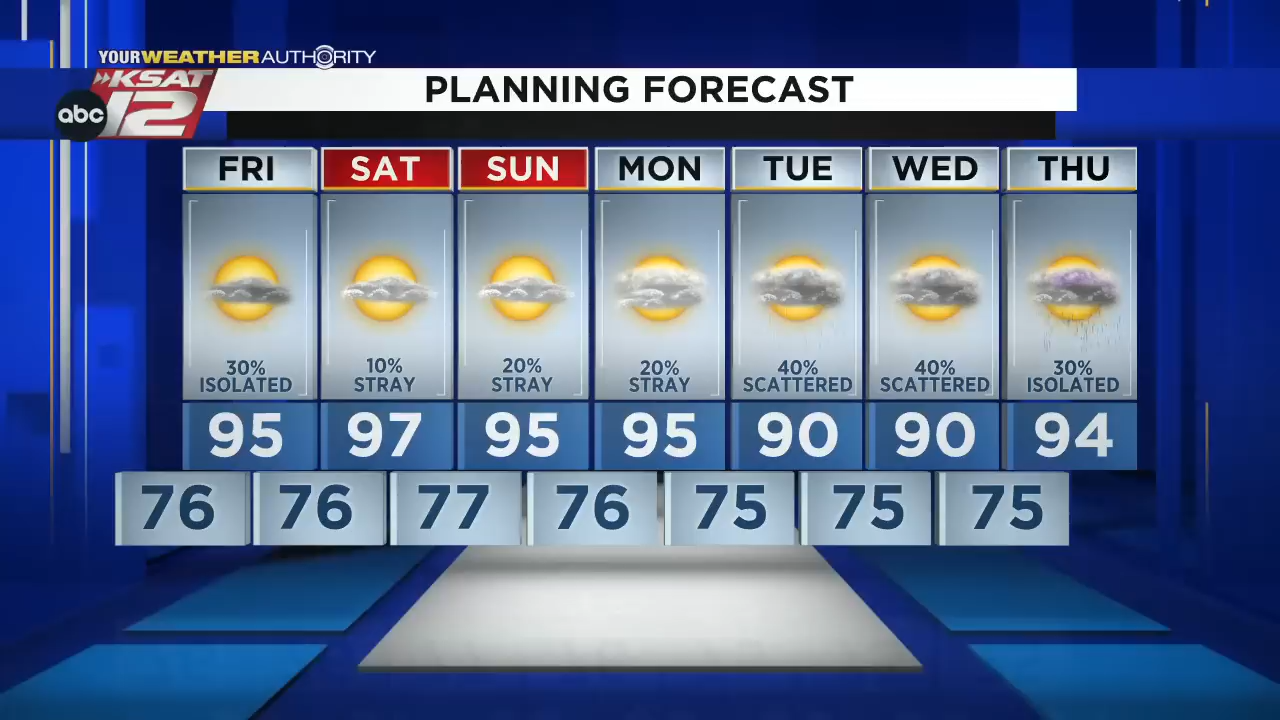 YOURWEATHERAUTHORITY
KSAT
abc
12
PLANNING FORECAST
FRI SAT SUN MON TUE WED THU
30% 10% 20% 20% 40% 40% 30%
ISOLATED STRAY STRAY STRAY SCATTERED SCATTERED ISOLATED
95 97 95 95 90 90 94
76 76 77 76 75 75 75